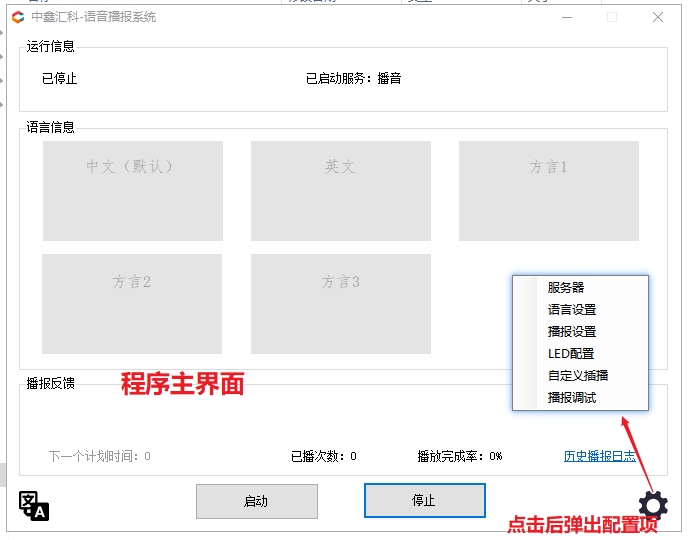 中鑫汇科-语音播报系统
运行信息
已停止
已启动服务：播音
语言信息
中文（默认）
英文
方言1
方言2
方言3
服务器
语言设置
播报设置
LED配置
自定义插播
播报调试
程序主界面
播报反馈
下一个计划时间：0
已播次数：0
播放完成率：0%
历史播报日志
启动
停止
点击后弹出配置项